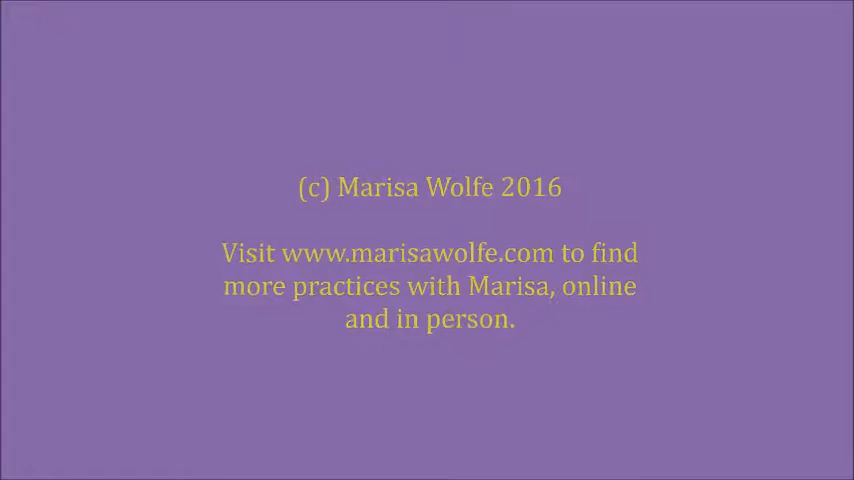 (c) Marisa Wolfe 2016
Visit www.marisawolfe.com to find
more practices with Marisa, online
and in person.